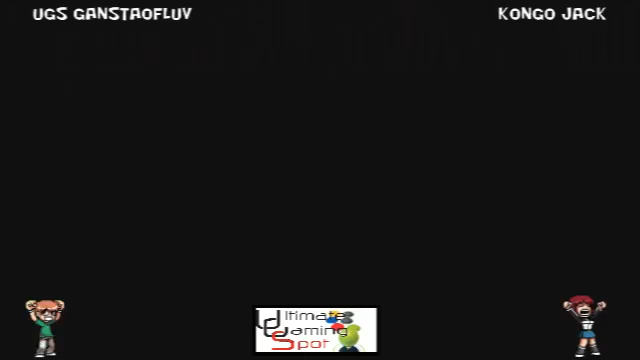 UGS GANSTAOFLUV
KONGO JACK
Ultimate
Gaming
Spot